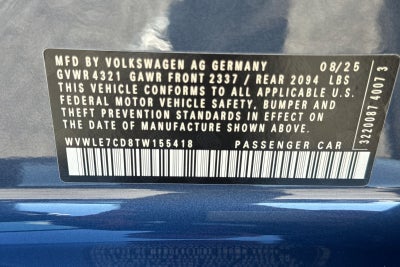 MFD BY VOLKSWAGEN AG GERMANY 08/25
GVWR 4321 GAWR FRONT 2337 / REAR 2094 LBS
THIS VEHICLE CONFORMS TO ALL APPLICABLE U.S.
FEDERAL MOTOR VEHICLE SAFETY, BUMPER AND
THEFT PREVENTION STANDARDS IN EFFECT ON THE
DATE OF MANUFACTURE SHOWN ABOVE.
WVWLE7CD8TW155418 PASSENGER CAR
3220087 4007 3